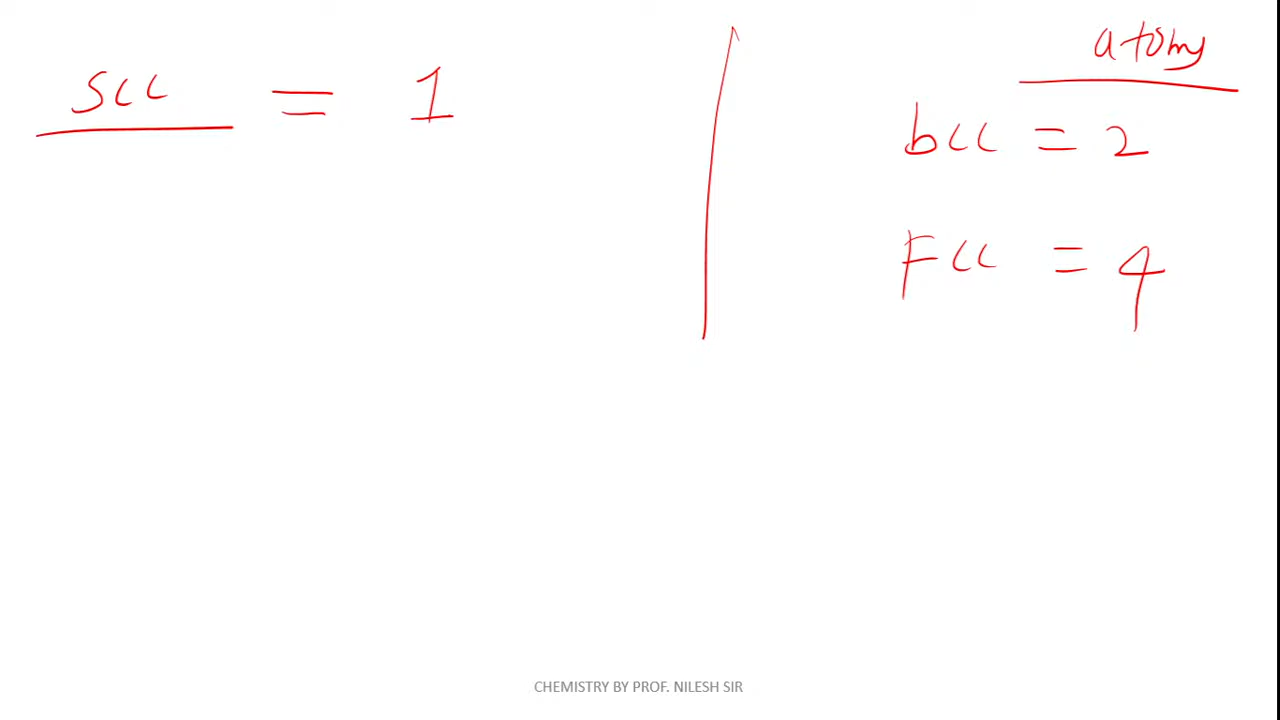 scc = 1
atoms
bcc = 2
Fcc = 4
CHEMISTRY BY PROF. NILESH SIR